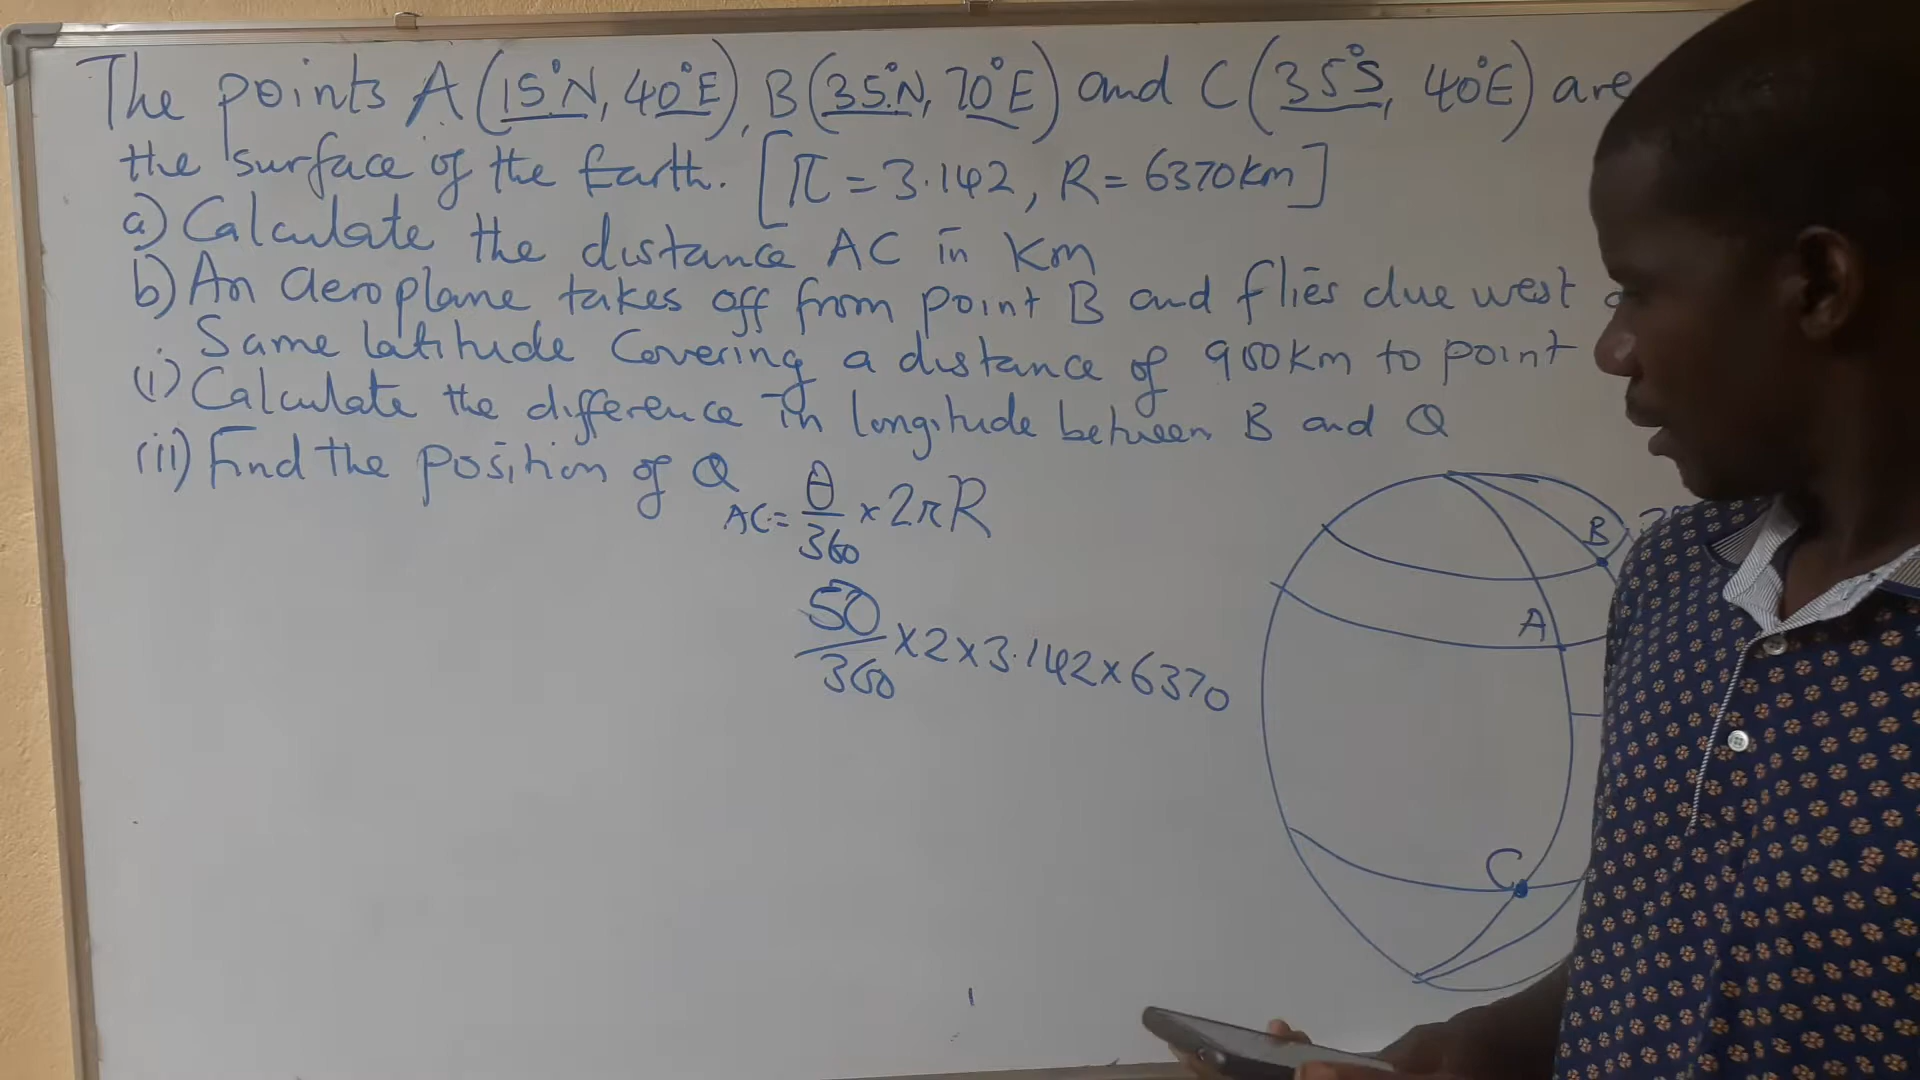 The points A (15°N, 40°E), B (35°N, 70°E) and C (35°S, 40°E) are
the surface of the Earth. [π = 3.142, R = 6370km]
a) Calculate the distance AC in Km
b) An aeroplane takes off from point B and flies due west
Same latitude Covering a distance of 900km to point
(i) Calculate the difference in longitude between B and Q
(ii) Find the position of Q
AC = θ/360 × 2πR
50/360 × 2 × 3.142 × 6370
B
A
C